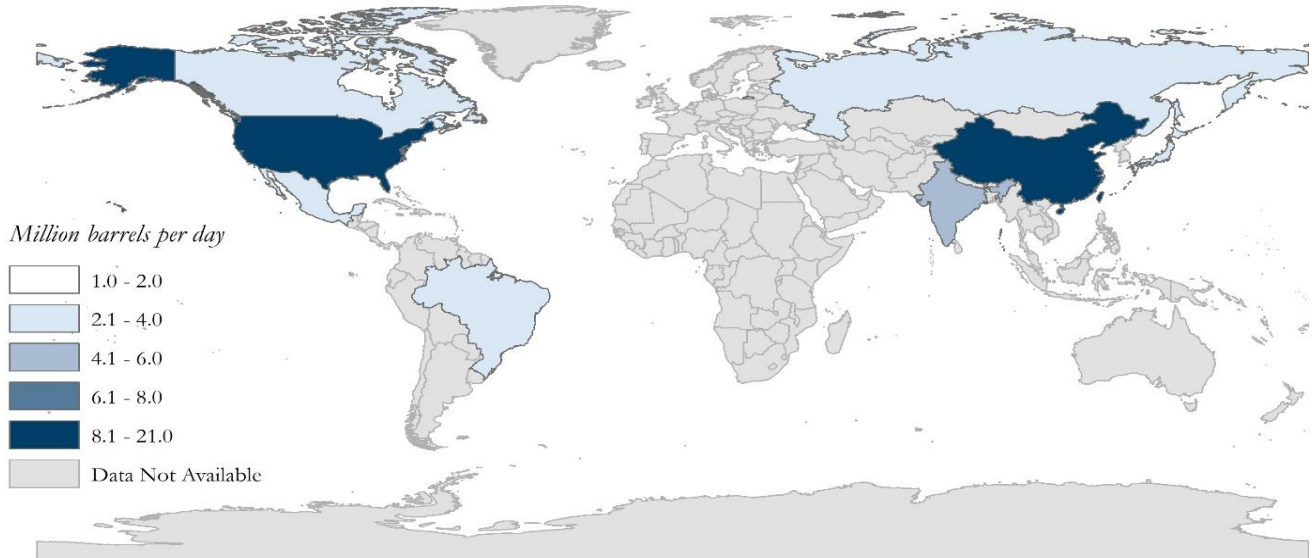 Million barrels per day
1.0 - 2.0
2.1 - 4.0
4.1 - 6.0
6.1 - 8.0
8.1 - 21.0
Data Not Available